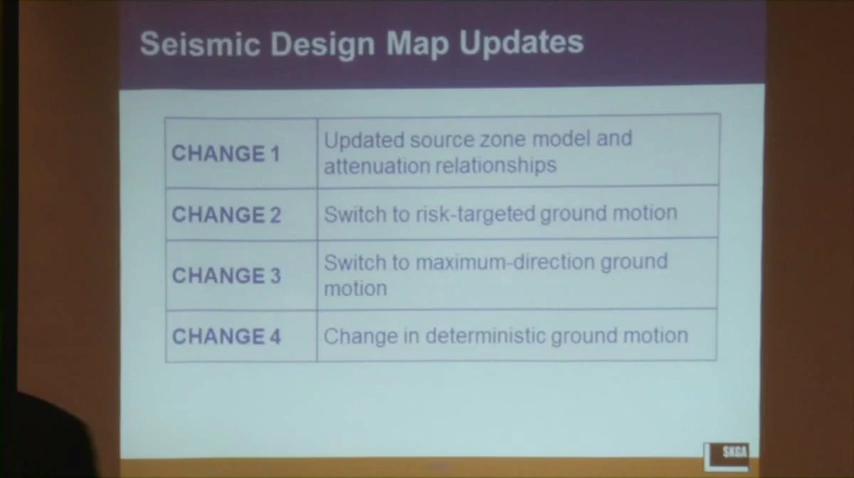 Seismic Design Map Updates
CHANGE 1
Updated source zone model and
attenuation relationships
CHANGE 2
Switch to risk-targeted ground motion
CHANGE 3
Switch to maximum-direction ground
motion
CHANGE 4
Change in deterministic ground motion
SKGA